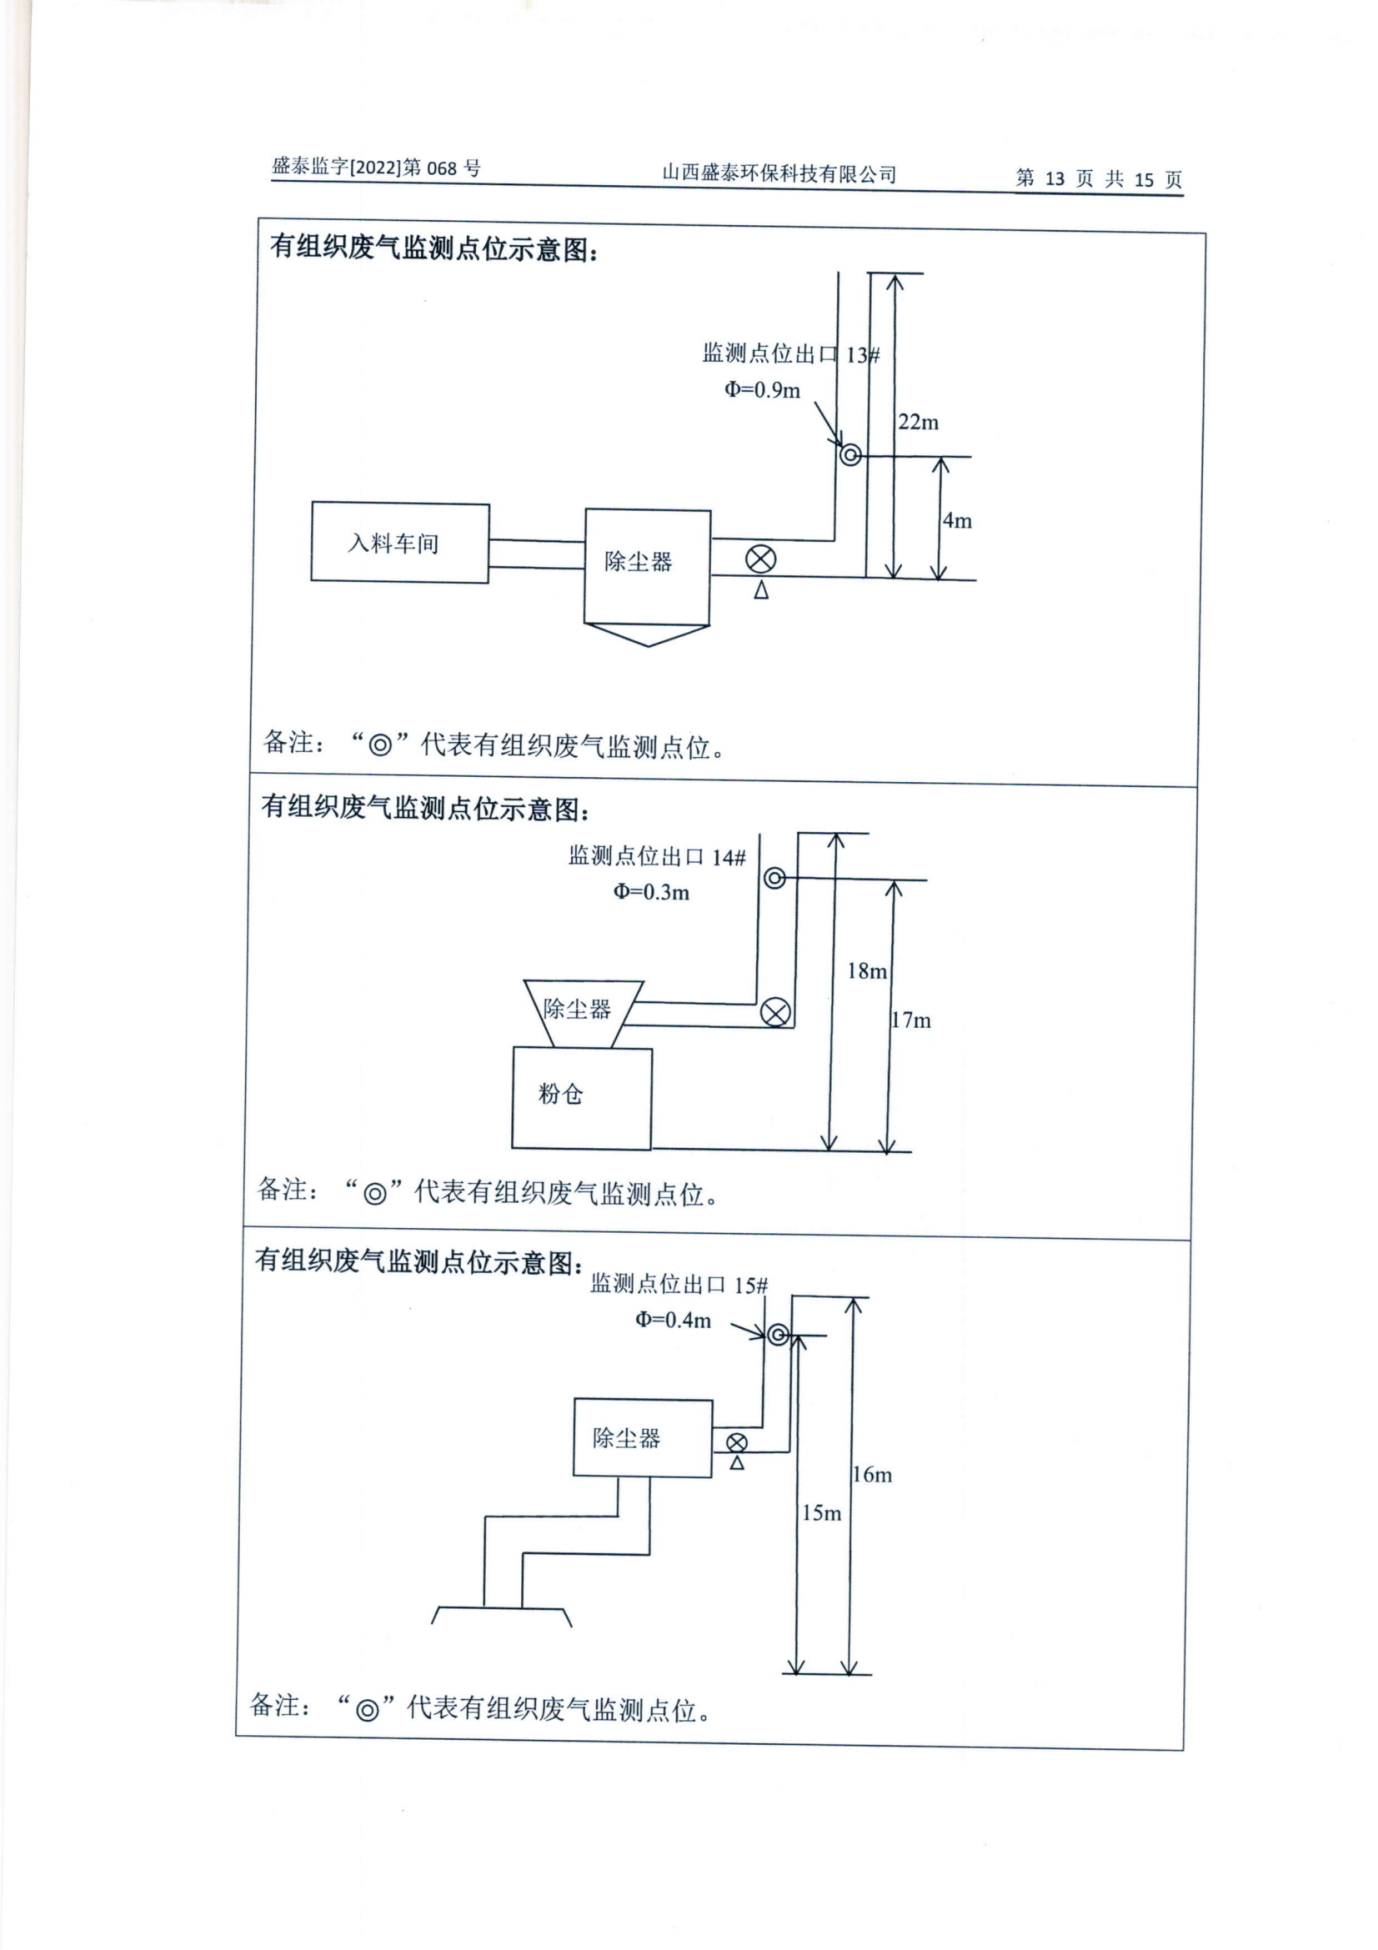 盛泰监字[2022]第 068 号 山西盛泰环保科技有限公司 第 13 页 共 15 页
有组织废气监测点位示意图：
监测点位出口 13#
Φ=0.9m
22m
4m
入料车间
除尘器
备注：“◎”代表有组织废气监测点位。
有组织废气监测点位示意图：
监测点位出口 14#
Φ=0.3m
18m
17m
除尘器
粉仓
备注：“◎”代表有组织废气监测点位。
有组织废气监测点位示意图：
监测点位出口 15#
Φ=0.4m
除尘器
16m
15m
备注：“◎”代表有组织废气监测点位。